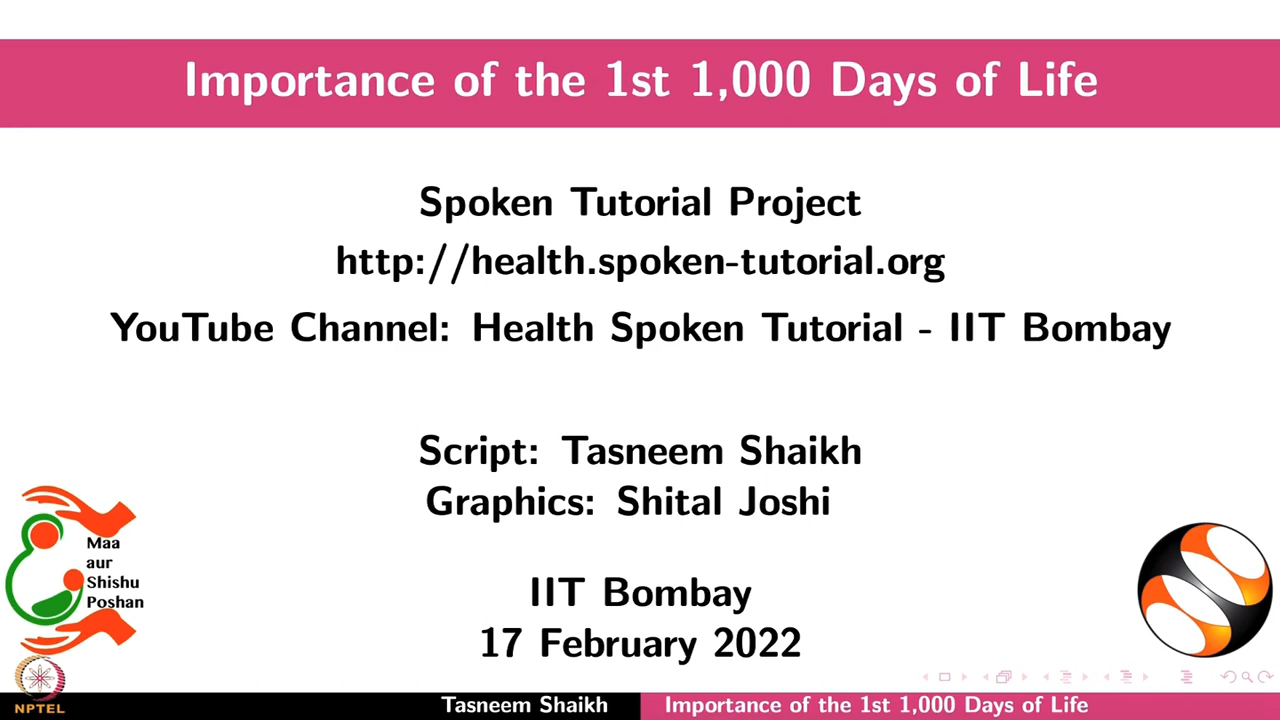 Importance of the 1st 1,000 Days of Life
Spoken Tutorial Project
http://health.spoken-tutorial.org
YouTube Channel: Health Spoken Tutorial - IIT Bombay
Script: Tasneem Shaikh
Graphics: Shital Joshi
Maa
aur
Shishu
Poshan
IIT Bombay
17 February 2022
NPTEL
Tasneem Shaikh
Importance of the 1st 1,000 Days of Life